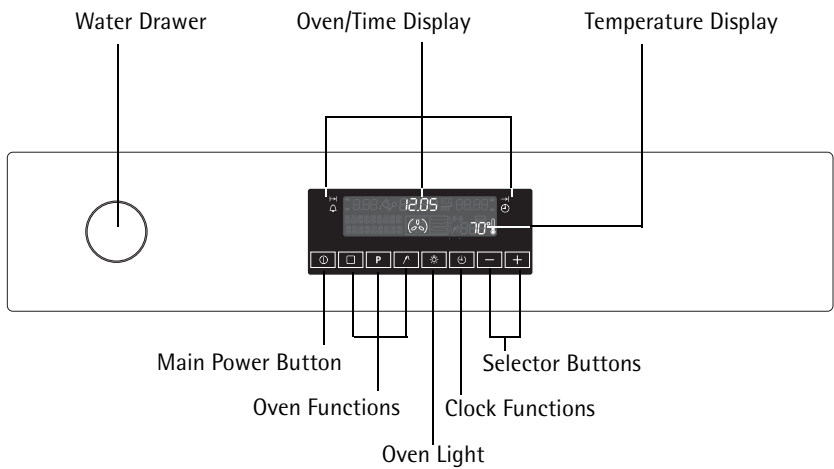 Water Drawer Oven/Time Display Temperature Display
12.05
70°
P
Main Power Button Selector Buttons
Oven Functions Clock Functions
Oven Light